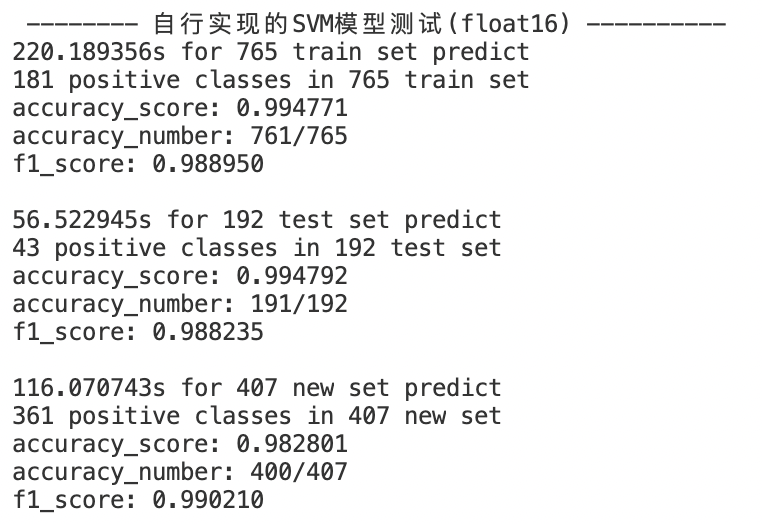 -------- 自行实现的SVM模型测试(float16) ----------
220.189356s for 765 train set predict
181 positive classes in 765 train set
accuracy_score: 0.994771
accuracy_number: 761/765
f1_score: 0.988950
56.522945s for 192 test set predict
43 positive classes in 192 test set
accuracy_score: 0.994792
accuracy_number: 191/192
f1_score: 0.988235
116.070743s for 407 new set predict
361 positive classes in 407 new set
accuracy_score: 0.982801
accuracy_number: 400/407
f1_score: 0.990210